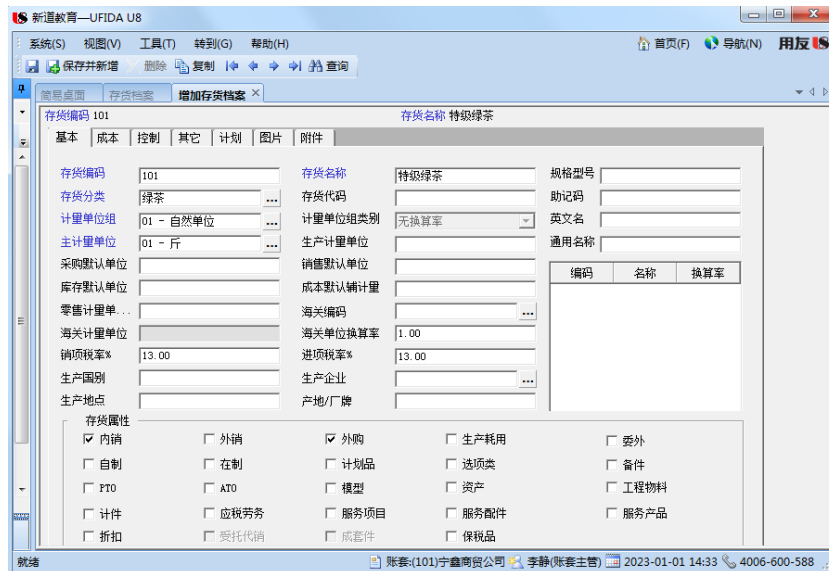 新道教育—UFIDA U8
系统(S) 视图(V) 工具(T) 转到(G) 帮助(H) 首页(F) 导航(N) 用友
保存并新增 删除 复制 查询
简易桌面 存货档案 增加存货档案
存货编码 101 存货名称 特级绿茶
基本 成本 控制 其它 计划 图片 附件
存货编码 101 存货名称 特级绿茶 规格型号
存货分类 绿茶 ... 存货代码 助记码
计量单位组 01 - 自然单位 ... 计量单位组类别 无换算率 英文名
主计量单位 01 - 斤 ... 生产计量单位 通用名称
采购默认单位 销售默认单位 编码 名称 换算率
库存默认单位 成本默认辅计量
零售计量单... 海关编码 ...
海关计量单位 海关单位换算率 1.00
销项税率% 13.00 进项税率% 13.00
生产国别 生产企业 ...
生产地点 产地/厂牌
存货属性
内销 外销 外购 生产耗用 委外
自制 在制 计划品 选项类 备件
PTO ATO 模型 资产 工程物料
计件 应税劳务 服务项目 服务配件 服务产品
折扣 受托代销 成套件 保税品
就绪 账套:(101)宁鑫商贸公司 李静(账套主管) 2023-01-01 14:33 4006-600-588